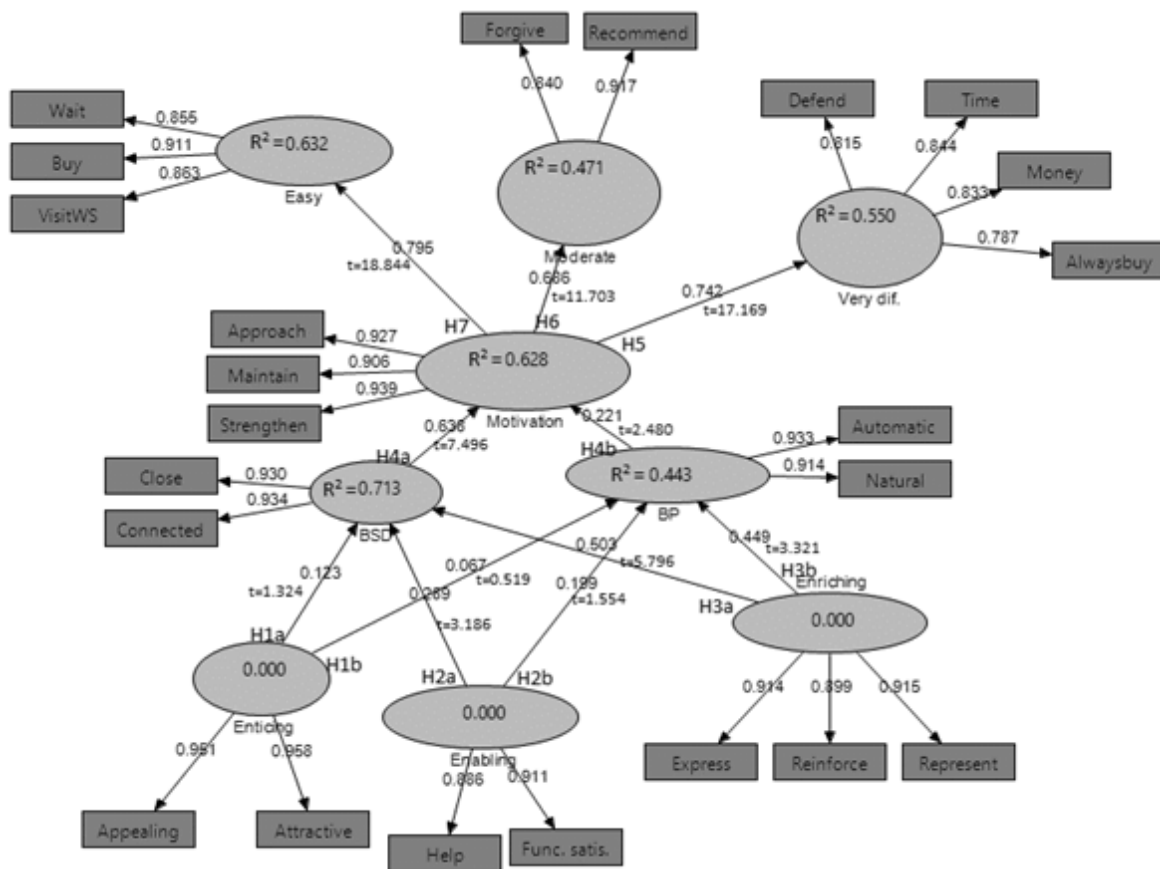 Forgive
Recommend
0.840
0.917
Wait
Buy
VisitWS
0.855
0.911
0.863
R² = 0.632
Easy
R² = 0.471
Moderate
Defend
Time
Money
Alwaysbuy
0.815
0.844
0.833
0.787
R² = 0.550
Very dif.
0.795
t=18.844
0.686
t=11.703
0.742
t=17.169
H7
H6
H5
Approach
Maintain
Strengthen
0.927
0.906
0.939
R² = 0.628
Motivation
0.638
t=7.496
0.221
t=2.480
H4a
H4b
Automatic
Natural
0.933
0.914
Close
Connected
0.930
0.934
R² = 0.713
BSD
R² = 0.443
BP
0.123
t=1.324
0.067
t=0.519
0.269
t=3.186
0.199
t=1.554
0.503
t=5.796
0.449
t=3.321
H1a
H1b
H2a
H2b
H3a
H3b
Enriching
0.000
0.000
Enticing
0.000
Enabling
0.914
0.899
0.915
Express
Reinforce
Represent
0.951
0.958
Appealing
Attractive
0.886
0.911
Help
Func. satis.